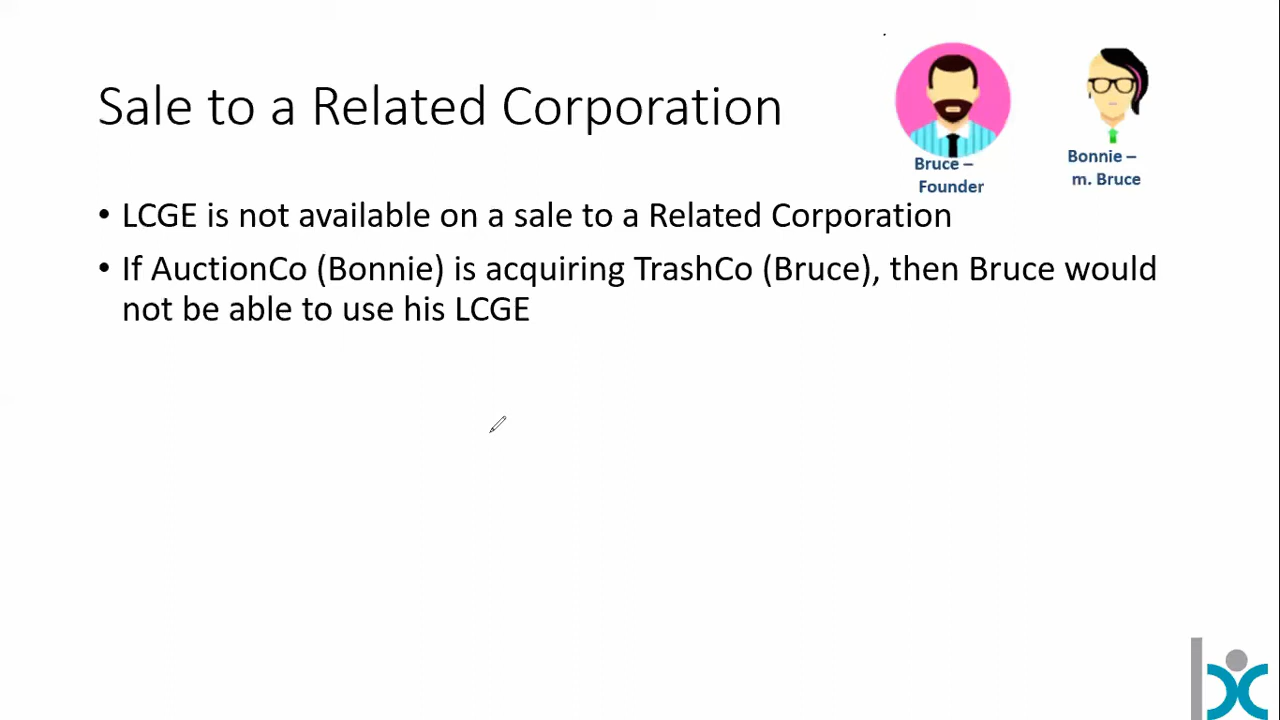 Sale to a Related Corporation
Bruce –
Founder
Bonnie –
m. Bruce
• LCGE is not available on a sale to a Related Corporation
• If AuctionCo (Bonnie) is acquiring TrashCo (Bruce), then Bruce would
not be able to use his LCGE